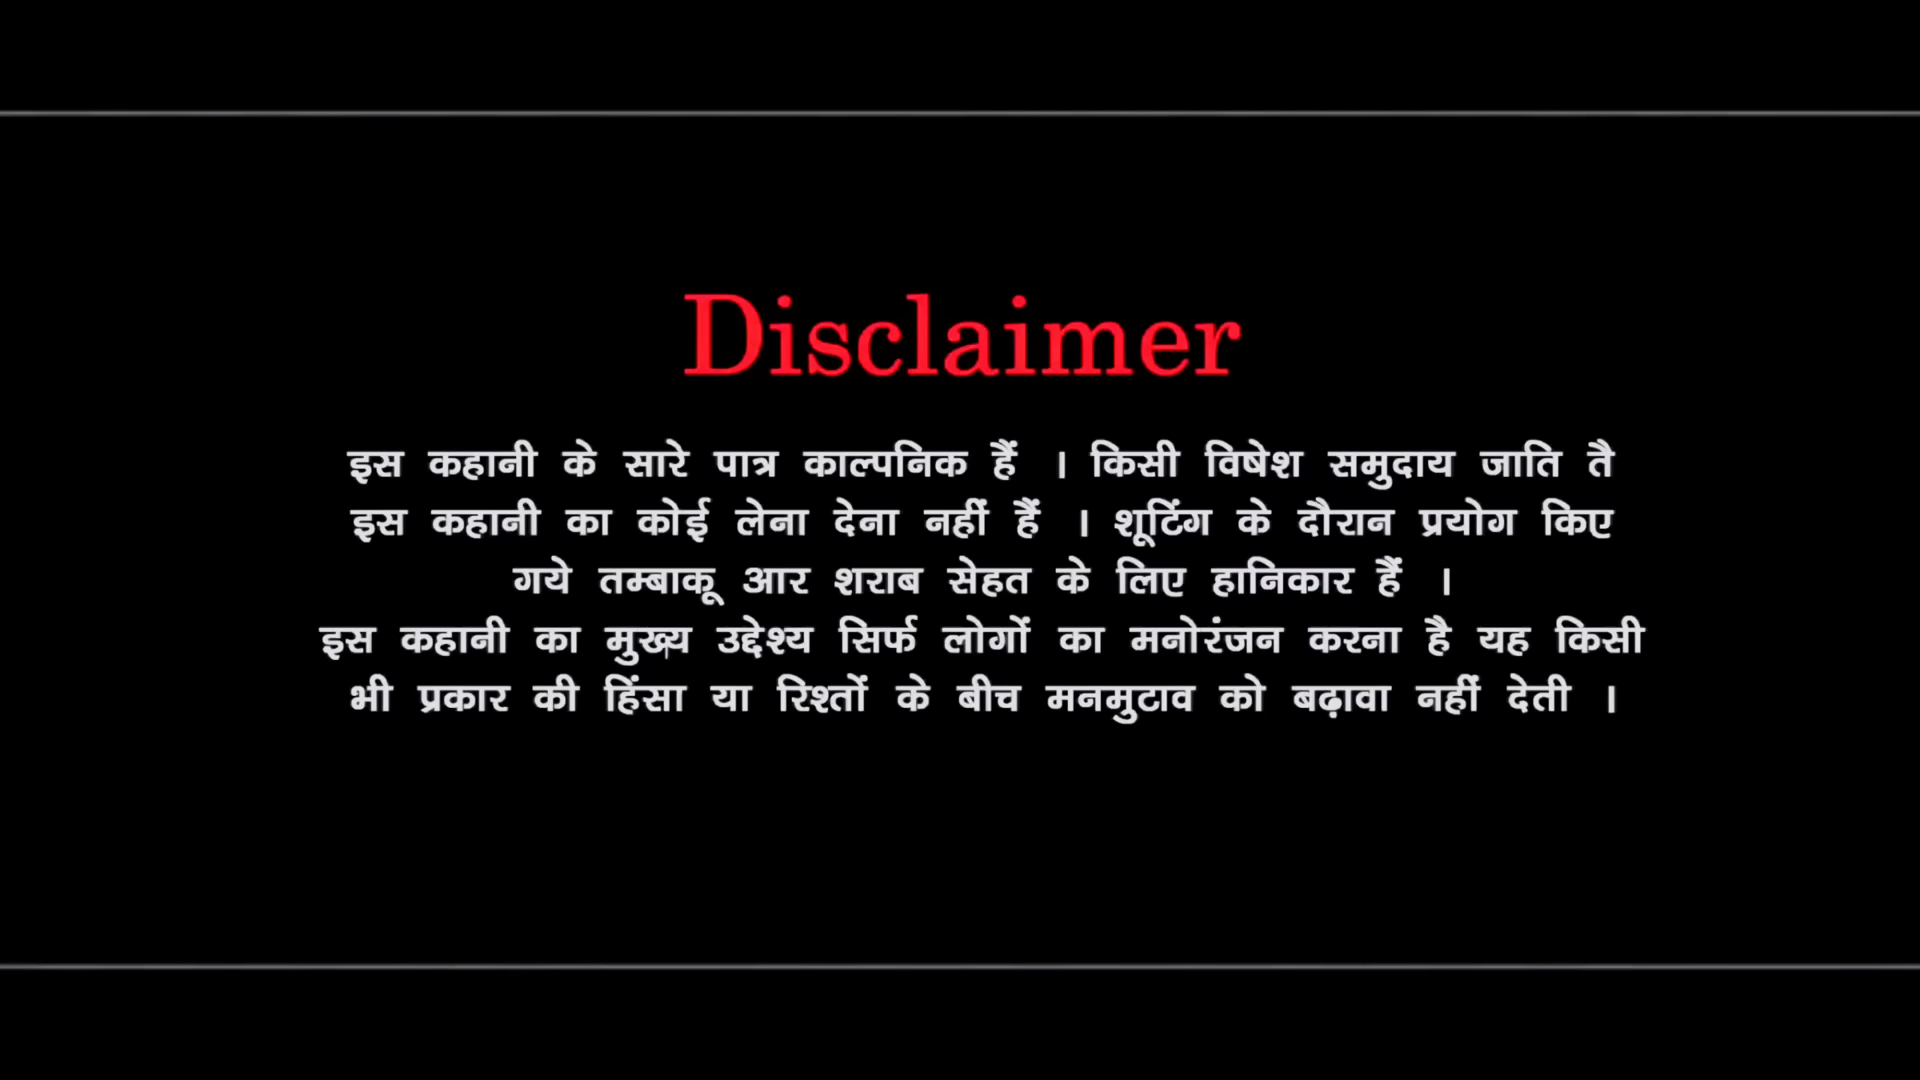 Disclaimer
इस कहानी के सारे पात्र काल्पनिक हैं । किसी विषेश समुदाय जाति तै
इस कहानी का कोई लेना देना नहीं हैं । शूटिंग के दौरान प्रयोग किए
गये तम्बाकू आर शराब सेहत के लिए हानिकार हैं ।
इस कहानी का मुख्य उद्देश्य सिर्फ लोगों का मनोरंजन करना है यह किसी
भी प्रकार की हिंसा या रिश्तों के बीच मनमुटाव को बढ़ावा नहीं देती ।